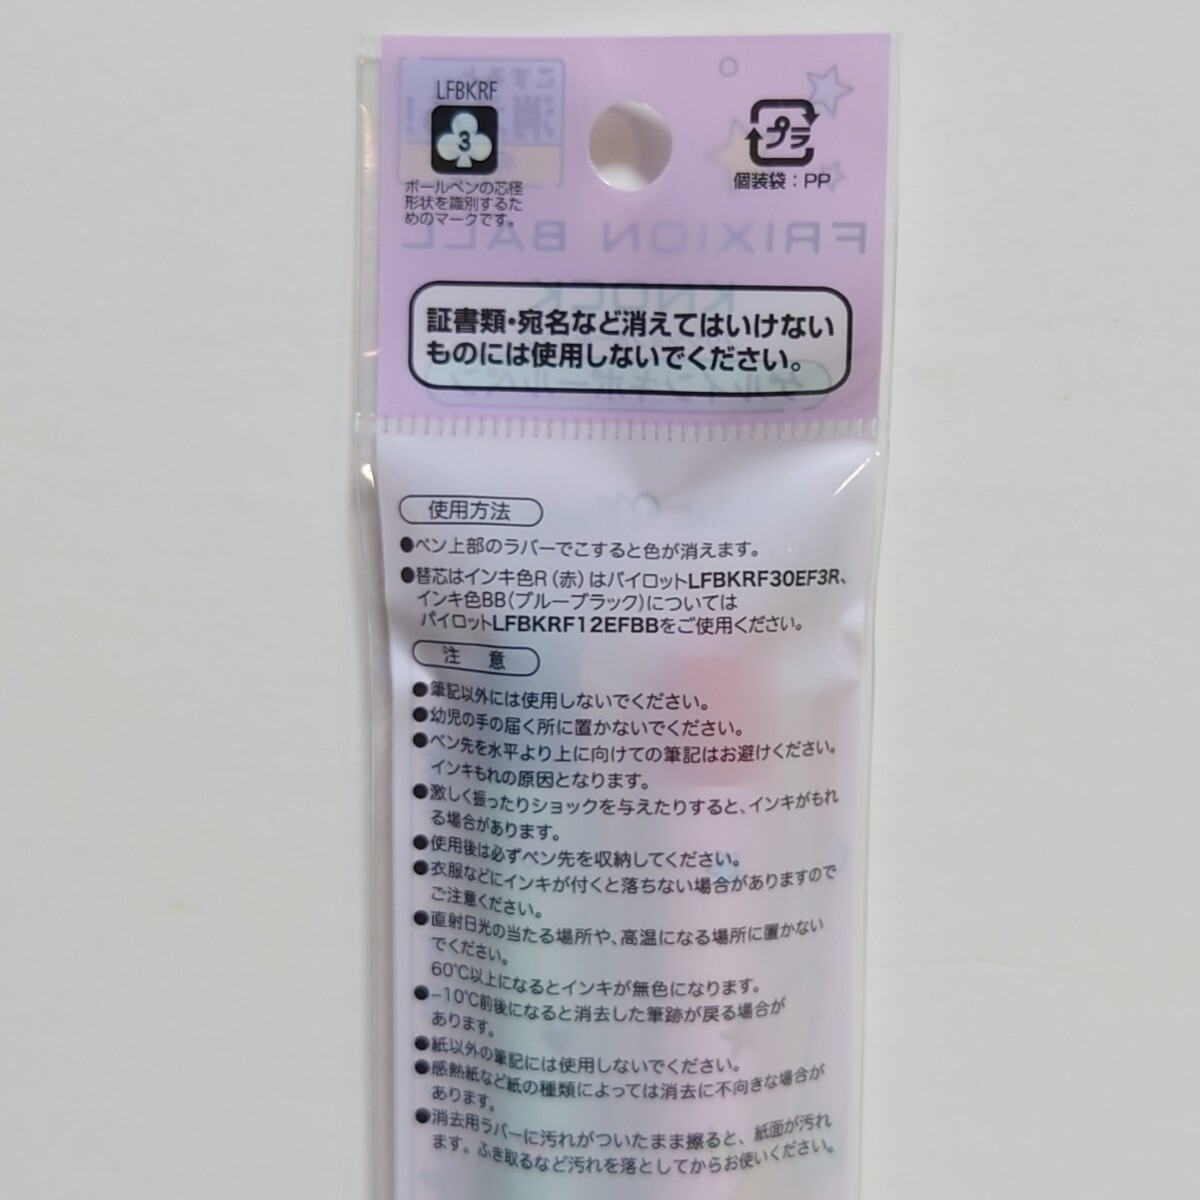 LFBKRF
3
ボールペンの芯径
形状を識別するた
めのマークです。
プラ
個装袋：PP
FRIXION BALL
KNOCK
ゲルインキボールペン
証書類・宛名など消えてはいけない
ものには使用しないでください。
使用方法
●ペン上部のラバーでこすると色が消えます。
●替芯はインキ色R（赤）はパイロットLFBKRF30EF3R、
インキ色BB（ブルーブラック）については
パイロットLFBKRF12EFBBをご使用ください。
注 意
●筆記以外には使用しないでください。
●幼児の手の届く所に置かないでください。
●ペン先を水平より上に向けての筆記はお避けください。
インキもれの原因となります。
●激しく振ったりショックを与えたりすると、インキがもれ
る場合があります。
●使用後は必ずペン先を収納してください。
●衣服などにインキが付くと落ちない場合がありますので
ご注意ください。
●直射日光の当たる場所や、高温になる場所に置かない
でください。
60℃以上になるとインキが無色になります。
●−10℃前後になると消去した筆跡が戻る場合が
あります。
●紙以外の筆記には使用しないでください。
●感熱紙など紙の種類によっては消去に不向きな場合が
あります。
●消去用ラバーに汚れがついたまま擦ると、紙面が汚れ
ます。ふき取るなど汚れを落としてからお使いください。